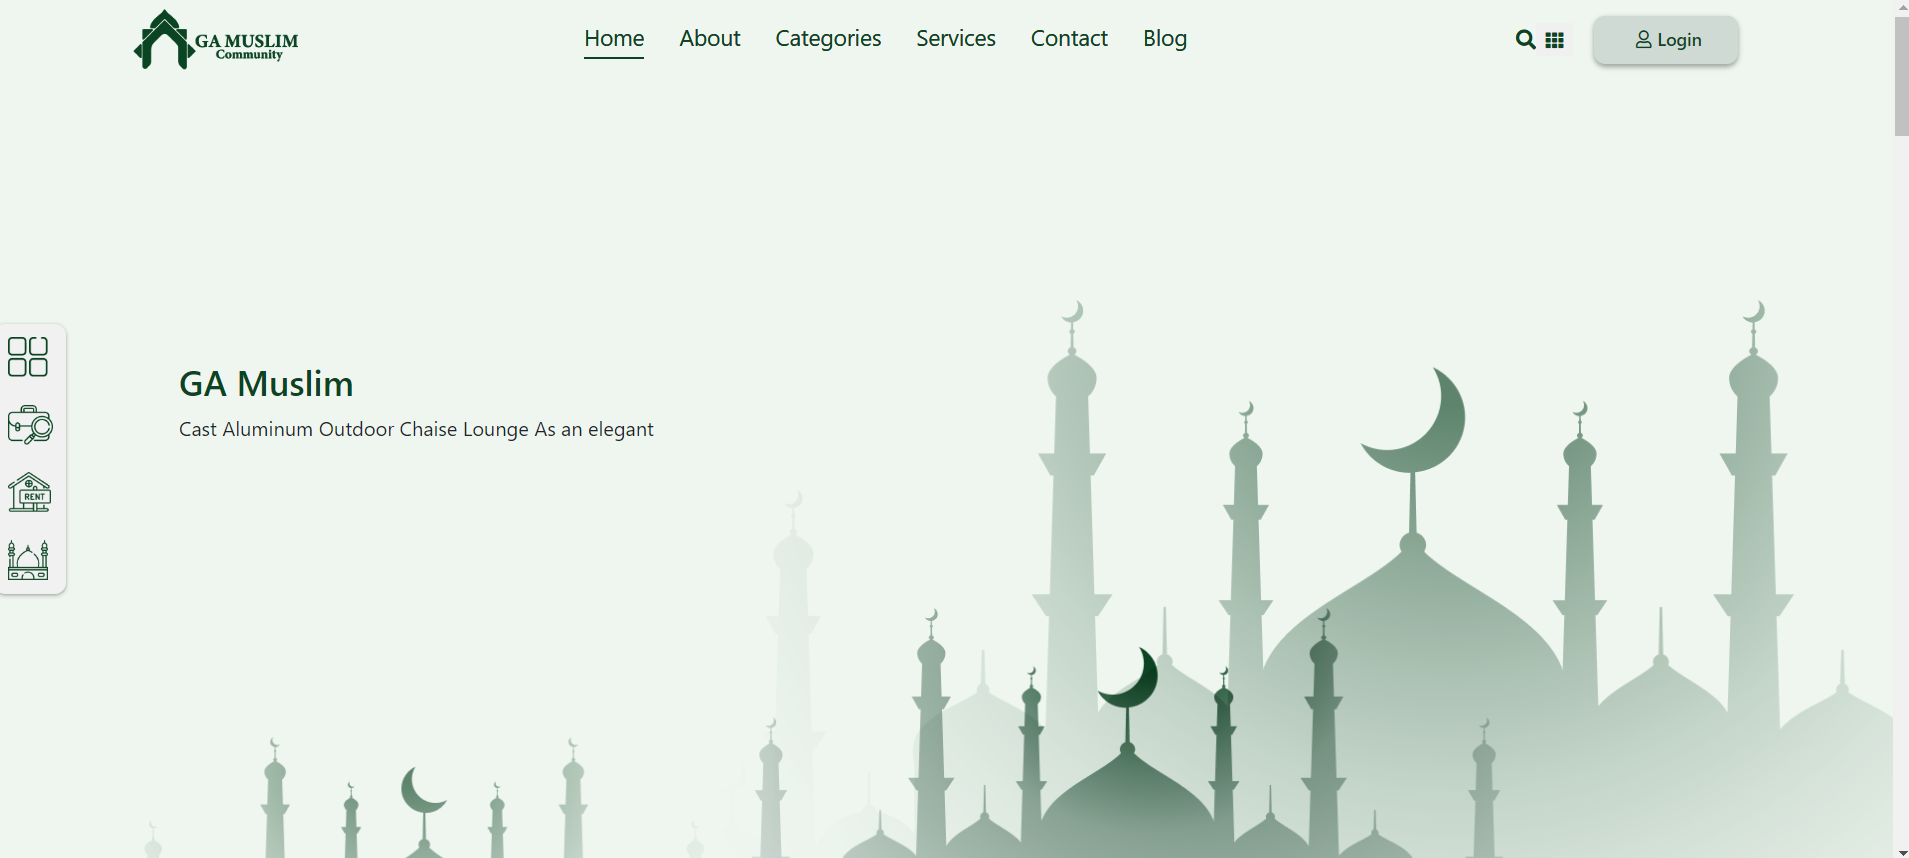 GA MUSLIM
Community
Home About Categories Services Contact Blog
Login
GA Muslim
Cast Aluminum Outdoor Chaise Lounge As an elegant
RENT